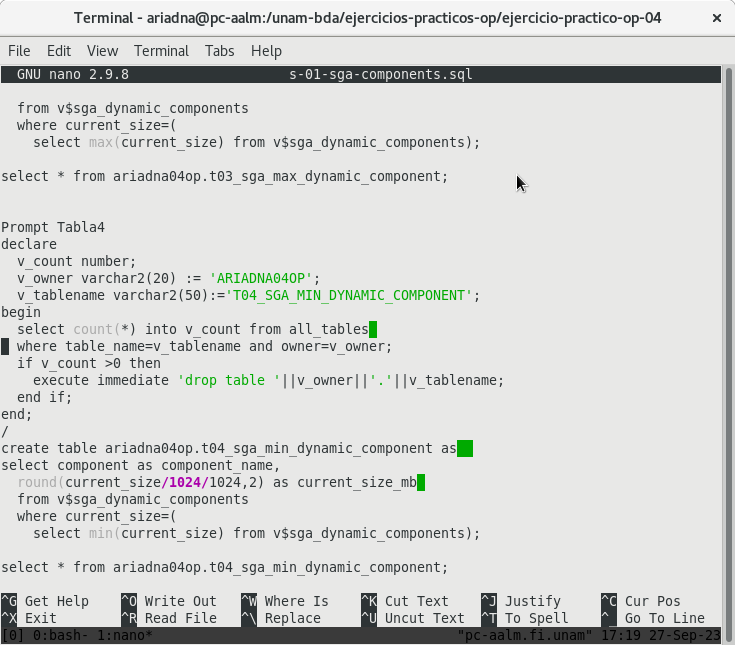 Terminal - ariadna@pc-aalm:/unam-bda/ejercicios-practicos-op/ejercicio-practico-op-04
File Edit View Terminal Tabs Help
GNU nano 2.9.8 s-01-sga-components.sql
from v$sga_dynamic_components
where current_size=(
select max(current_size) from v$sga_dynamic_components);
select * from ariadna04op.t03_sga_max_dynamic_component;
Prompt Tabla4
declare
v_count number;
v_owner varchar2(20) := 'ARIADNA04OP';
v_tablename varchar2(50):='T04_SGA_MIN_DYNAMIC_COMPONENT';
begin
select count(*) into v_count from all_tables
where table_name=v_tablename and owner=v_owner;
if v_count >0 then
execute immediate 'drop table '||v_owner||'.'||v_tablename;
end if;
end;
/
create table ariadna04op.t04_sga_min_dynamic_component as
select component as component_name,
round(current_size/1024/1024,2) as current_size_mb
from v$sga_dynamic_components
where current_size=(
select min(current_size) from v$sga_dynamic_components);
select * from ariadna04op.t04_sga_min_dynamic_component;
^G Get Help ^O Write Out ^W Where Is ^K Cut Text ^J Justify ^C Cur Pos
^X Exit ^R Read File ^\ Replace ^U Uncut Text ^T To Spell ^_ Go To Line
[0] 0:bash- 1:nano* "pc-aalm.fi.unam" 17:19 27-Sep-23